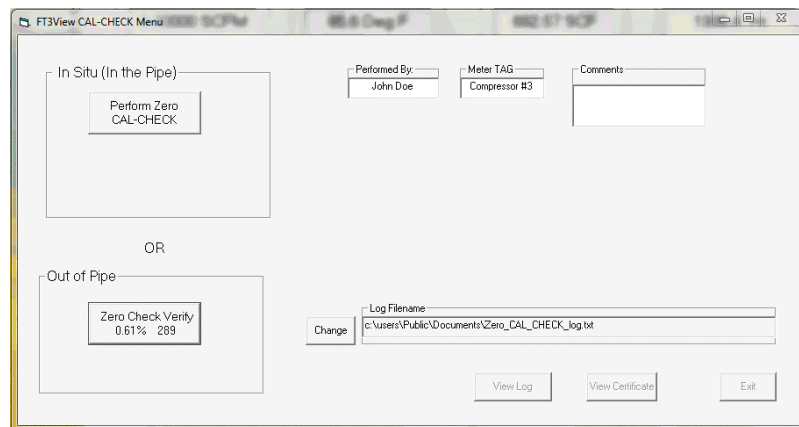 FT3View CAL-CHECK Menu
In Situ (In the Pipe)
Perform Zero
CAL-CHECK
Performed By:
John Doe
Meter TAG
Compressor #3
Comments
OR
Out of Pipe
Zero Check Verify
0.61% 289
Change
Log Filename
c:\users\Public\Documents\Zero_CAL_CHECK_log.txt
View Log
View Certificate
Exit